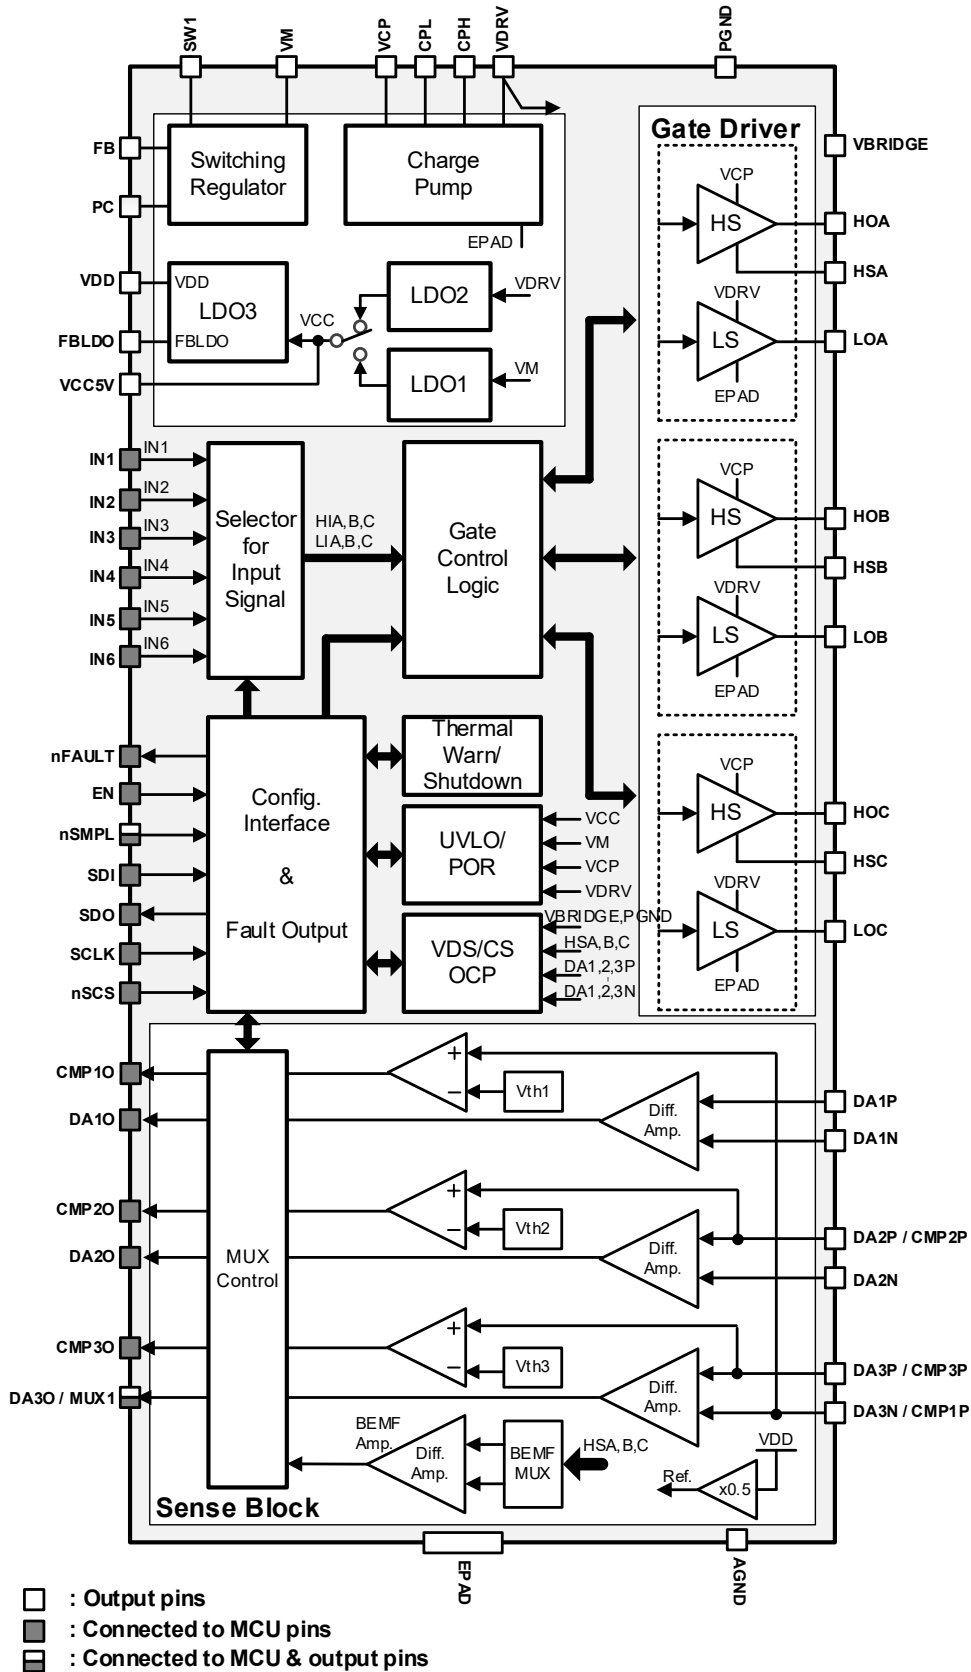 SW1
VM
VCP
CPL
CPH
VDRV
PGND
FB
PC
VDD
FBLDO
VCC5V
Switching
Regulator
Charge
Pump
EPAD
VDD
LDO3
FBLDO
VCC
LDO2
VDRV
LDO1
VM
Gate Driver
VBRIDGE
VCP
HS
HOA
HSA
VDRV
LS
LOA
EPAD
VCP
HS
HOB
HSB
VDRV
LS
LOB
EPAD
VCP
HS
HOC
HSC
VDRV
LS
LOC
EPAD
IN1
IN1
IN2
IN2
IN3
IN3
IN4
IN4
IN5
IN5
IN6
IN6
Selector
for
Input
Signal
HIA,B,C
LIA,B,C
Gate
Control
Logic
nFAULT
EN
nSMPL
SDI
SDO
SCLK
nSCS
Config.
Interface
&
Fault Output
Thermal
Warn/
Shutdown
UVLO/
POR
VCC
VM
VCP
VDRV
VDS/CS
OCP
VBRIDGE,PGND
HSA,B,C
DA1,2,3P
DA1,2,3N
CMP1O
DA1O
CMP2O
DA2O
CMP3O
DA3O / MUX1
MUX
Control
+
−
Vth1
Diff.
Amp.
DA1P
DA1N
+
−
Vth2
Diff.
Amp.
DA2P / CMP2P
DA2N
+
−
Vth3
Diff.
Amp.
DA3P / CMP3P
DA3N / CMP1P
BEMF
Amp.
Diff.
Amp.
BEMF
MUX
HSA,B,C
VDD
Ref.
x0.5
Sense Block
EPAD
AGND
: Output pins
: Connected to MCU pins
: Connected to MCU & output pins